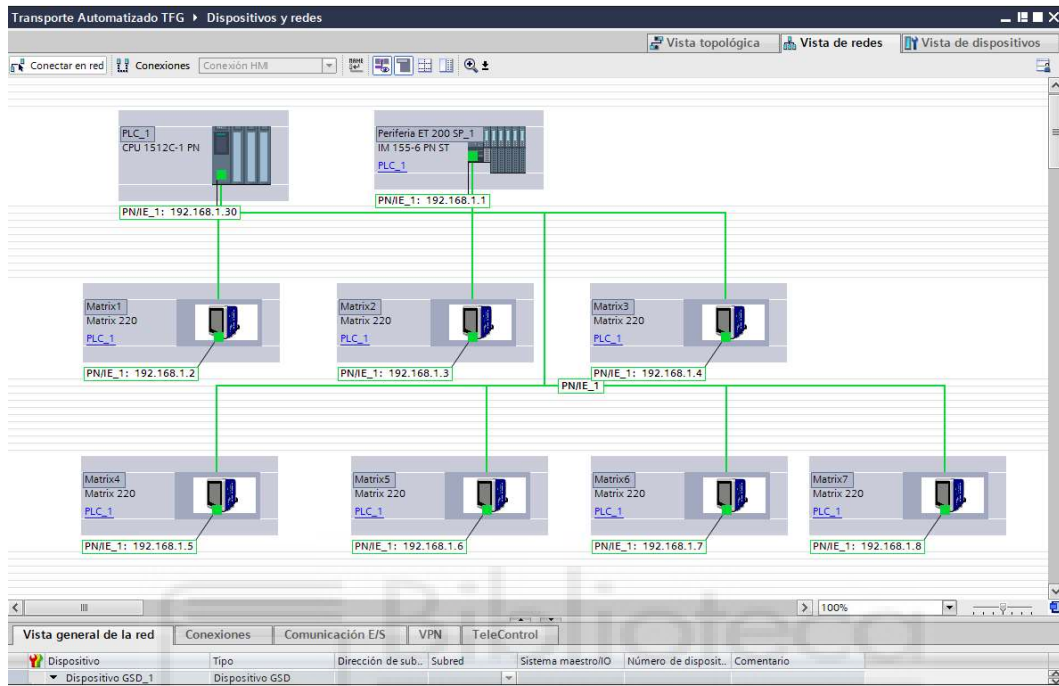 Transporte Automatizado TFG ▸ Dispositivos y redes
Vista topológica Vista de redes Vista de dispositivos
Conectar en red Conexiones Conexión HMI
PLC_1
CPU 1512C-1 PN
Periferia ET 200 SP_1
IM 155-6 PN ST
PLC_1
PN/IE_1: 192.168.1.30
PN/IE_1: 192.168.1.1
Matrix1
Matrix 220
PLC_1
PN/IE_1: 192.168.1.2
Matrix2
Matrix 220
PLC_1
PN/IE_1: 192.168.1.3
Matrix3
Matrix 220
PLC_1
PN/IE_1: 192.168.1.4
PN/IE_1
Matrix4
Matrix 220
PLC_1
PN/IE_1: 192.168.1.5
Matrix5
Matrix 220
PLC_1
PN/IE_1: 192.168.1.6
Matrix6
Matrix 220
PLC_1
PN/IE_1: 192.168.1.7
Matrix7
Matrix 220
PLC_1
PN/IE_1: 192.168.1.8
Biblioteca
100%
Vista general de la red Conexiones Comunicación E/S VPN TeleControl
Dispositivo Tipo Dirección de sub... Subred Sistema maestro/IO Número de disposit... Comentario
Dispositivo GSD_1 Dispositivo GSD